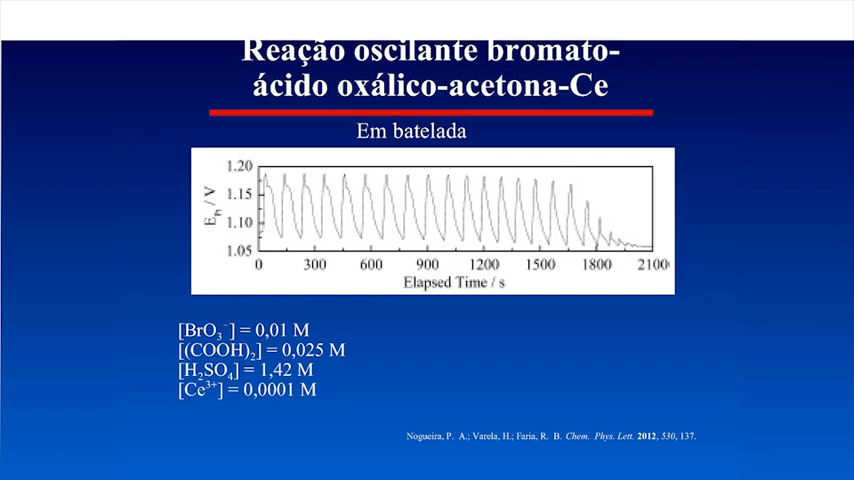 Reação oscilante bromato-
ácido oxálico-acetona-Ce
Em batelada
1.20
1.15
1.10
1.05
E_Pt / V
0 300 600 900 1200 1500 1800 2100
Elapsed Time / s
[BrO₃⁻] = 0,01 M
[(COOH)₂] = 0,025 M
[H₂SO₄] = 1,42 M
[Ce³⁺] = 0,0001 M
Nogueira, P. A.; Varela, H.; Faria, R. B. Chem. Phys. Lett. 2012, 530, 137.